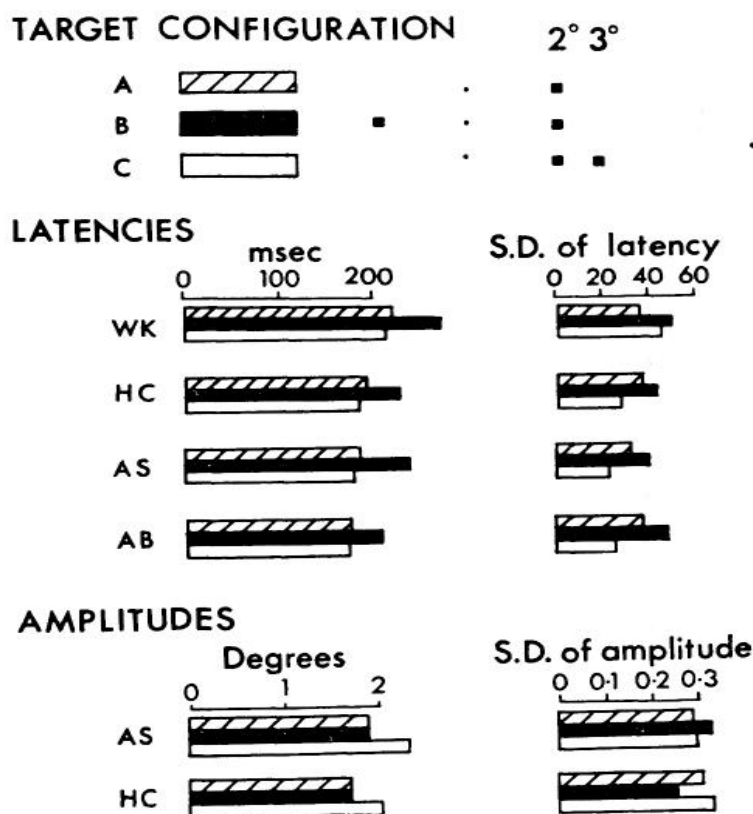 TARGET CONFIGURATION 2° 3°
A
B
C
LATENCIES
msec S.D. of latency
0 100 200 0 20 40 60
WK
HC
AS
AB
AMPLITUDES
Degrees S.D. of amplitude
0 1 2 0 0·1 0·2 0·3
AS
HC